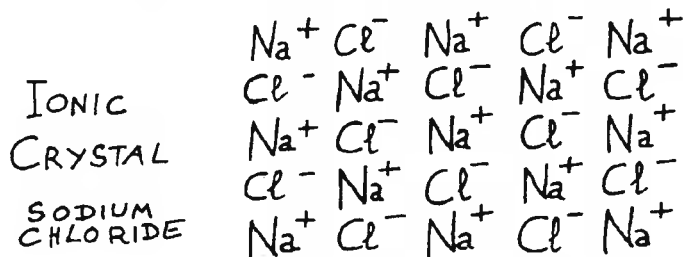 Na⁺ Cl⁻ Na⁺ Cl⁻ Na⁺
Cl⁻ Na⁺ Cl⁻ Na⁺ Cl⁻
Na⁺ Cl⁻ Na⁺ Cl⁻ Na⁺
Cl⁻ Na⁺ Cl⁻ Na⁺ Cl⁻
Na⁺ Cl⁻ Na⁺ Cl⁻ Na⁺
IONIC
CRYSTAL
SODIUM
CHLORIDE